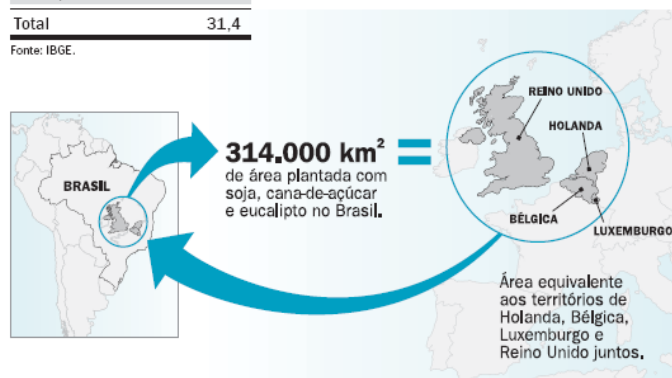 Total 31,4
Fonte: IBGE.
BRASIL
314.000 km²
de área plantada com
soja, cana-de-açúcar
e eucalipto no Brasil.
=
REINO UNIDO
HOLANDA
BÉLGICA
LUXEMBURGO
Área equivalente
aos territórios de
Holanda, Bélgica,
Luxemburgo e
Reino Unido juntos.